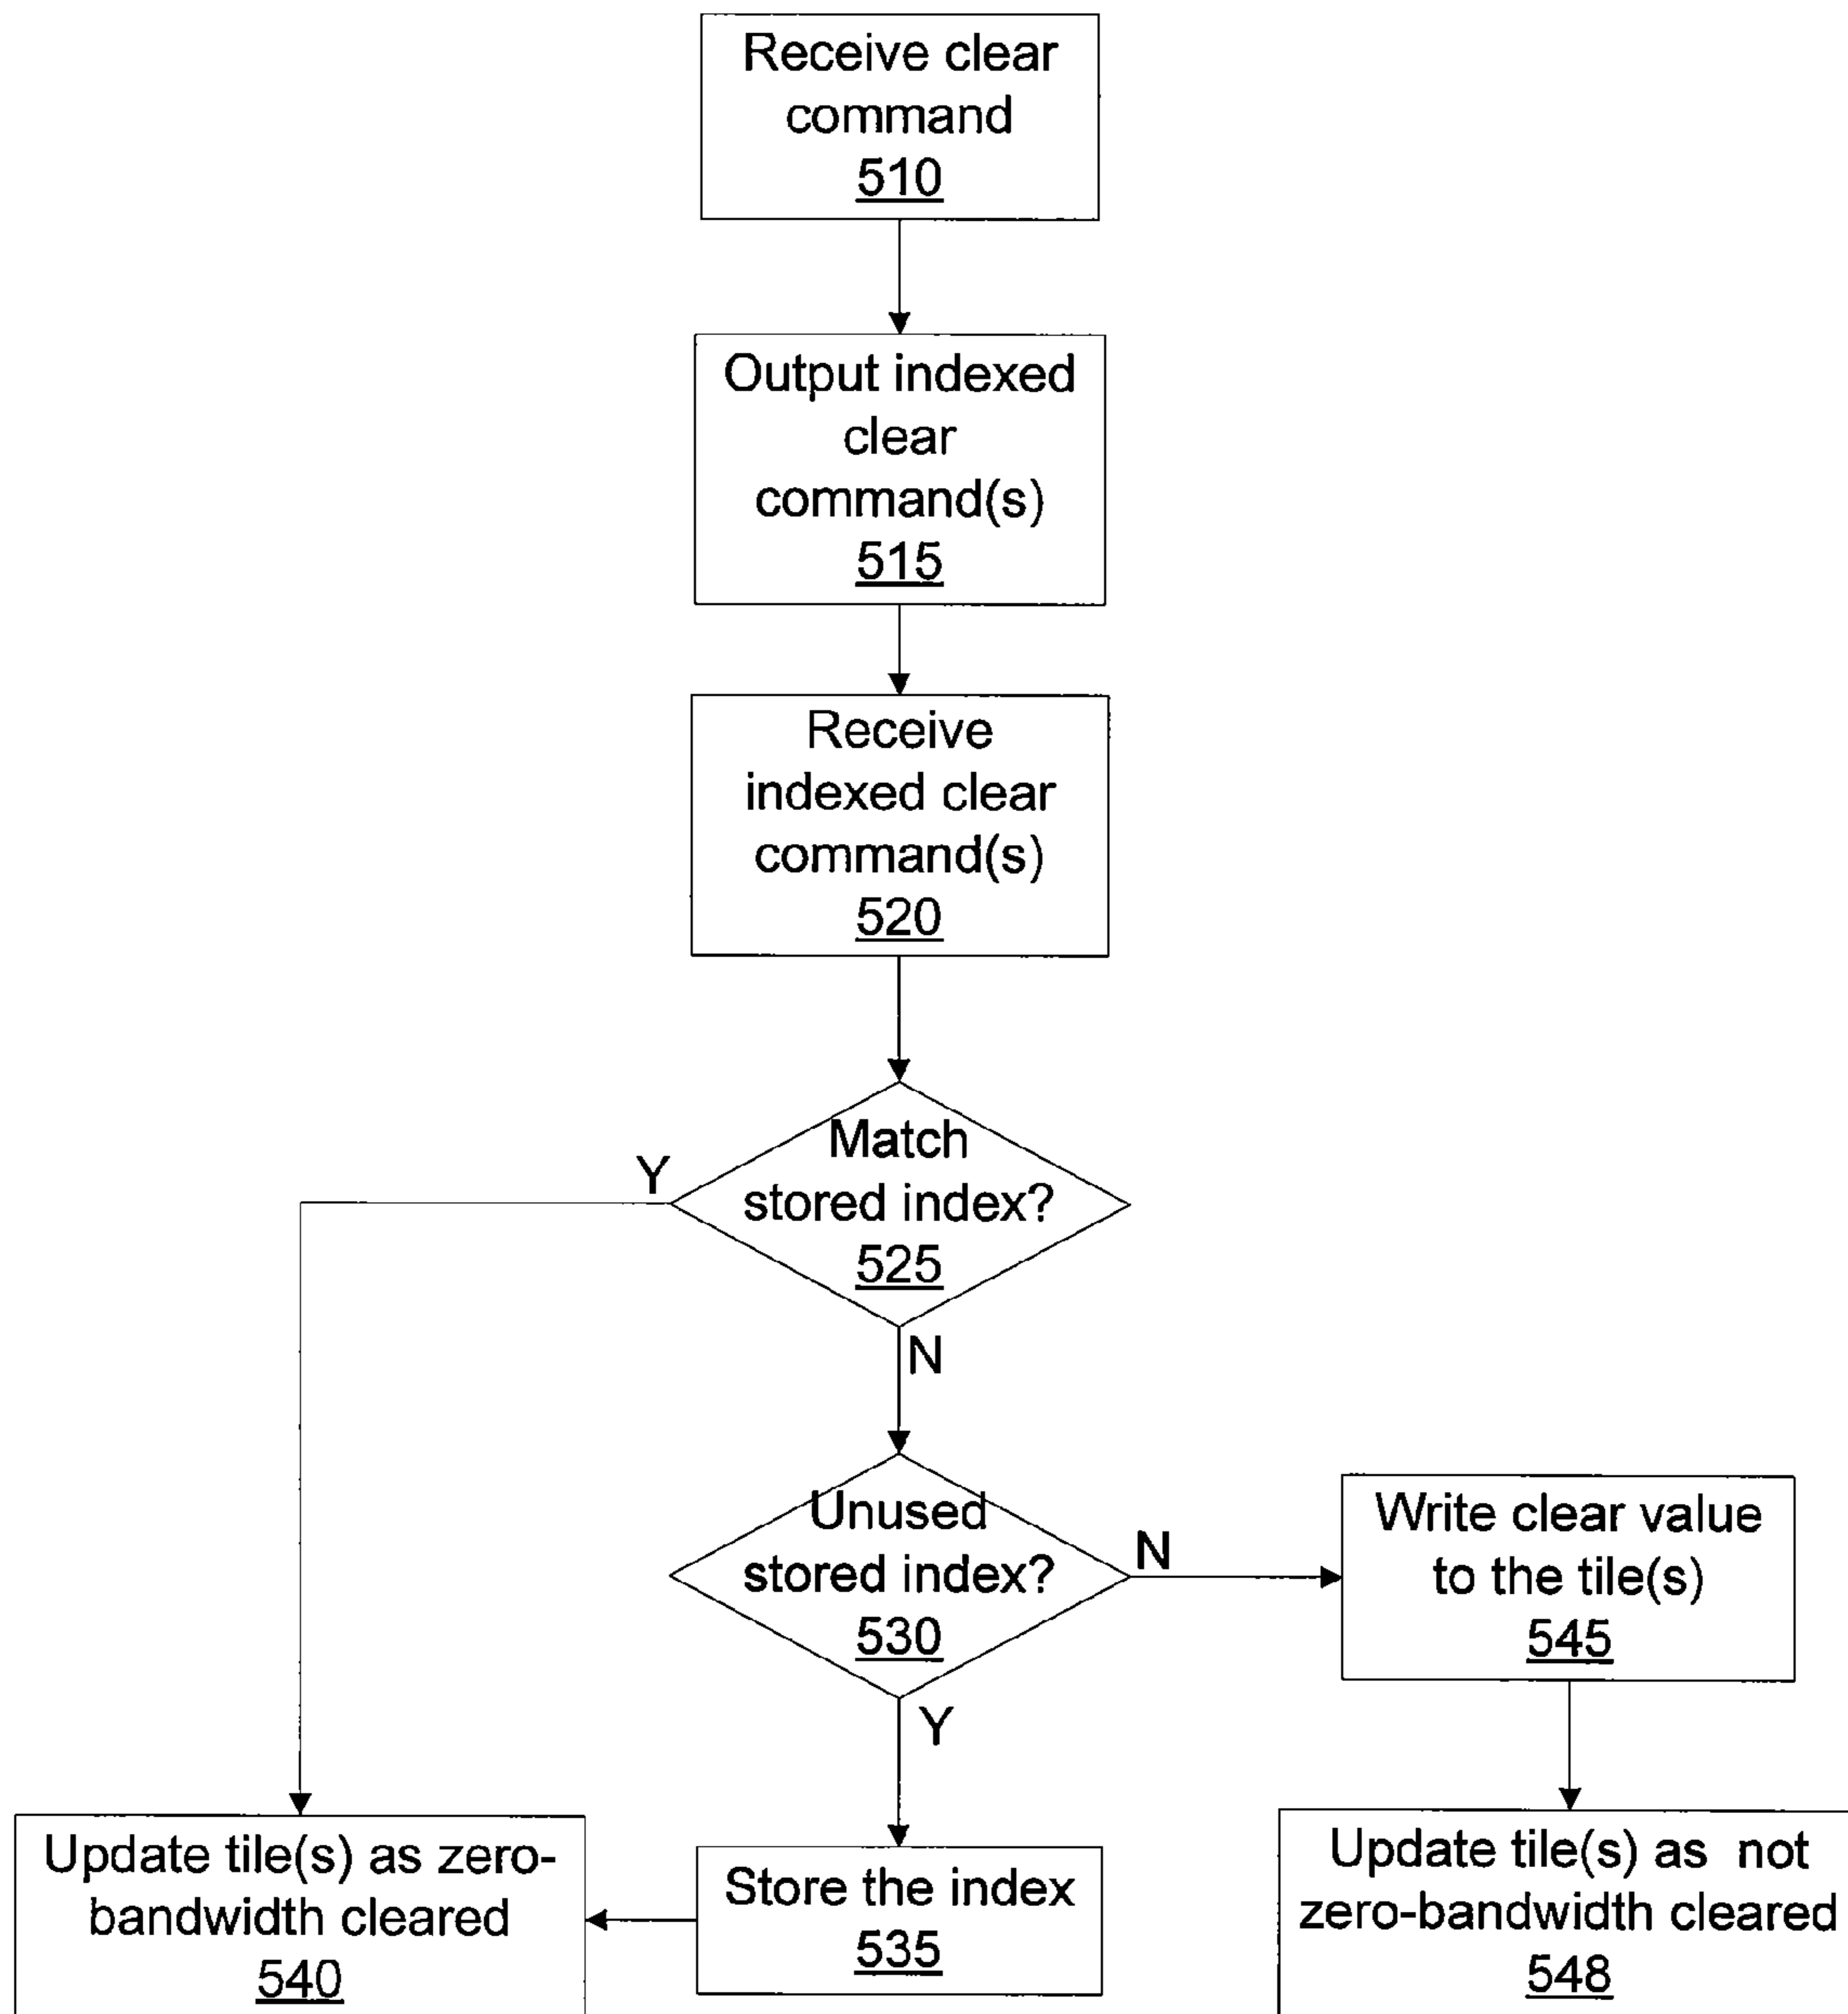 Receive clear
command
510
Output indexed
clear
command(s)
515
Receive
indexed clear
command(s)
520
Match
stored index?
525
Y
N
Unused
stored index?
530
N
Y
Write clear value
to the tile(s)
545
Update tile(s) as zero-
bandwidth cleared
540
Store the index
535
Update tile(s) as not
zero-bandwidth cleared
548